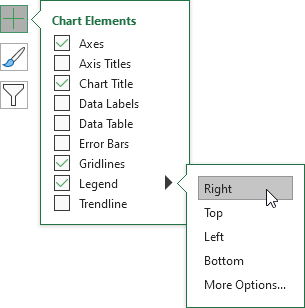 Chart Elements
Axes
Axis Titles
Chart Title
Data Labels
Data Table
Error Bars
Gridlines
Legend
Trendline
Right
Top
Left
Bottom
More Options...